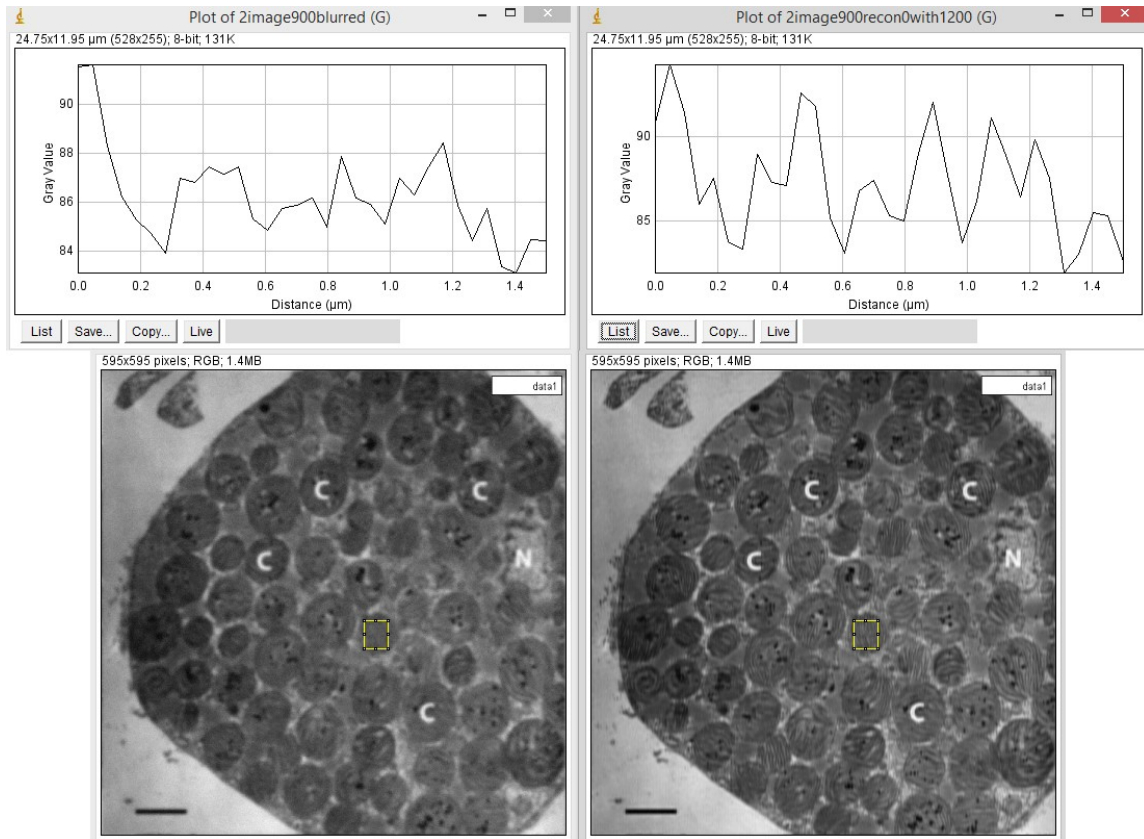 Plot of 2image900blurred (G)
24.75x11.95 µm (528x255); 8-bit; 131K
90
88
86
84
Gray Value
0.0 0.2 0.4 0.6 0.8 1.0 1.2 1.4
Distance (µm)
List Save... Copy... Live
Plot of 2image900recon0with1200 (G)
24.75x11.95 µm (528x255); 8-bit; 131K
90
85
Gray Value
0.0 0.2 0.4 0.6 0.8 1.0 1.2 1.4
Distance (µm)
List Save... Copy... Live
595x595 pixels; RGB; 1.4MB
data1
C C
C
N
C
595x595 pixels; RGB; 1.4MB
data1
C C
C
N
C